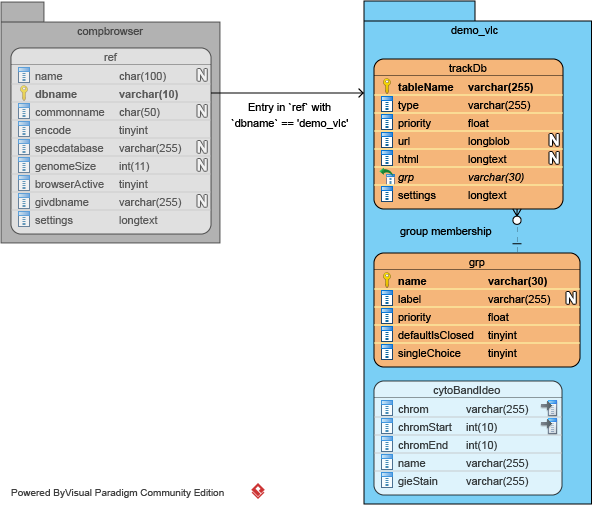 compbrowser
ref
name char(100) N
dbname varchar(10)
commonname char(50) N
encode tinyint
specdatabase varchar(255) N
genomeSize int(11) N
browserActive tinyint
givdbname varchar(255) N
settings longtext
Entry in `ref` with
`dbname` == 'demo_vlc'
demo_vlc
trackDb
tableName varchar(255)
type varchar(255)
priority float
url longblob N
html longtext N
grp varchar(30)
settings longtext
group membership
grp
name varchar(30)
label varchar(255) N
priority float
defaultIsClosed tinyint
singleChoice tinyint
cytoBandIdeo
chrom varchar(255)
chromStart int(10)
chromEnd int(10)
name varchar(255)
gieStain varchar(255)
Powered ByVisual Paradigm Community Edition